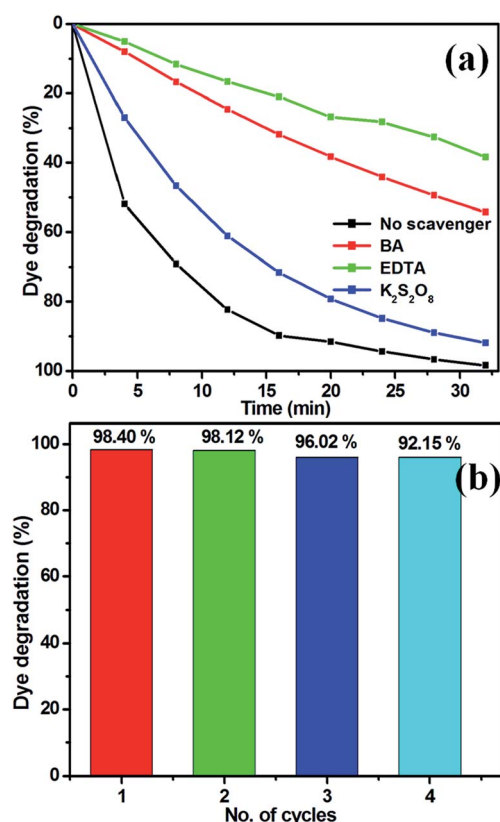 (a)
Dye degradation (%)
0
20
40
60
80
100
No scavenger
BA
EDTA
K₂S₂O₈
0 5 10 15 20 25 30
Time (min)
(b)
Dye degradation (%)
100
80
60
40
20
0
98.40 % 98.12 % 96.02 % 92.15 %
1 2 3 4
No. of cycles